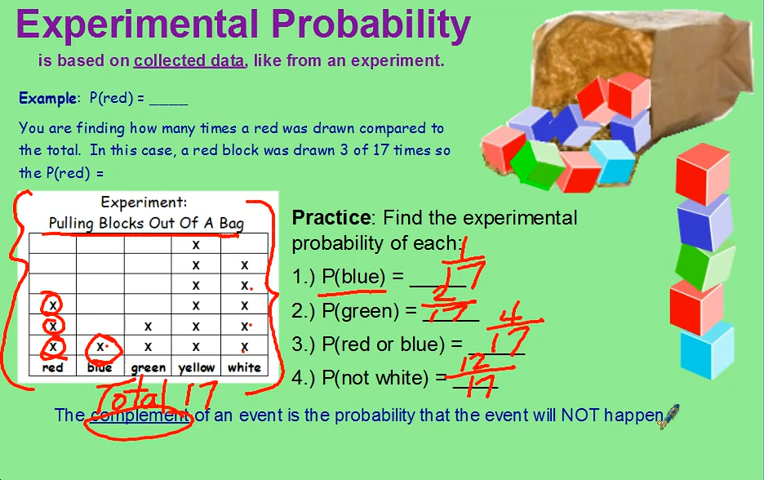 Experimental Probability
is based on collected data, like from an experiment.
Example: P(red) = ____
You are finding how many times a red was drawn compared to
the total. In this case, a red block was drawn 3 of 17 times so
the P(red) =
Experiment:
Pulling Blocks Out Of A Bag
x
x x
x x
x x x
x x x x
x x x x x
red blue green yellow white
Total 17
Practice: Find the experimental
probability of each:
1.) P(blue) = 1/17
2.) P(green) = 2/17
3.) P(red or blue) = 4/17
4.) P(not white) = 12/17
The complement of an event is the probability that the event will NOT happen